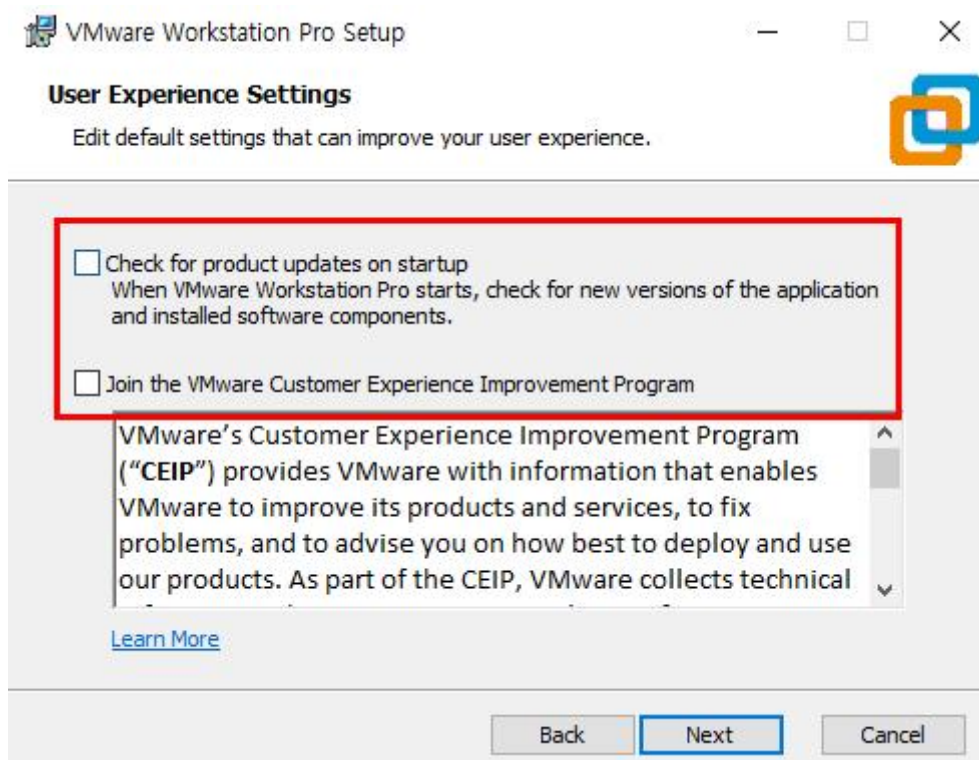 VMware Workstation Pro Setup
User Experience Settings
Edit default settings that can improve your user experience.
Check for product updates on startup
When VMware Workstation Pro starts, check for new versions of the application
and installed software components.
Join the VMware Customer Experience Improvement Program
VMware's Customer Experience Improvement Program
("CEIP") provides VMware with information that enables
VMware to improve its products and services, to fix
problems, and to advise you on how best to deploy and use
our products. As part of the CEIP, VMware collects technical
Learn More
Back Next Cancel